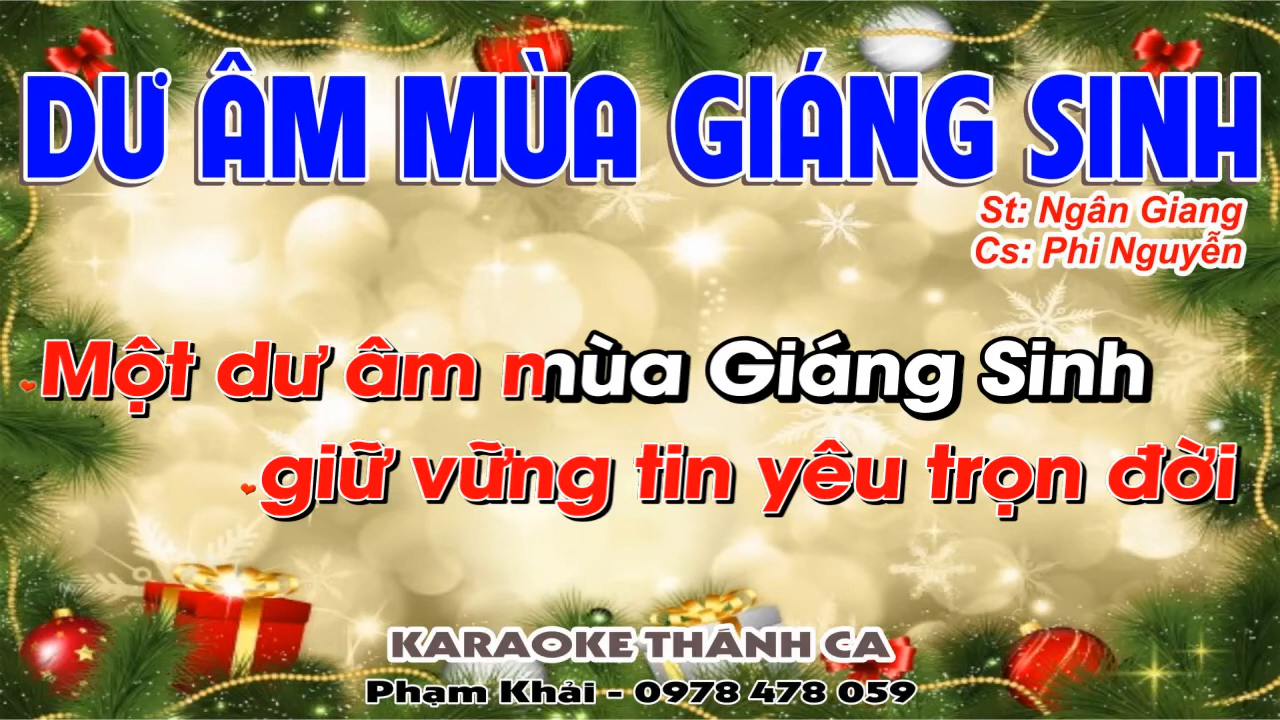 DƯ ÂM MÙA GIÁNG SINH
St: Ngân Giang
Cs: Phi Nguyễn
Một dư âm mùa Giáng Sinh
giữ vững tin yêu trọn đời
KARAOKE THÁNH CA
Phạm Khải - 0978 478 059